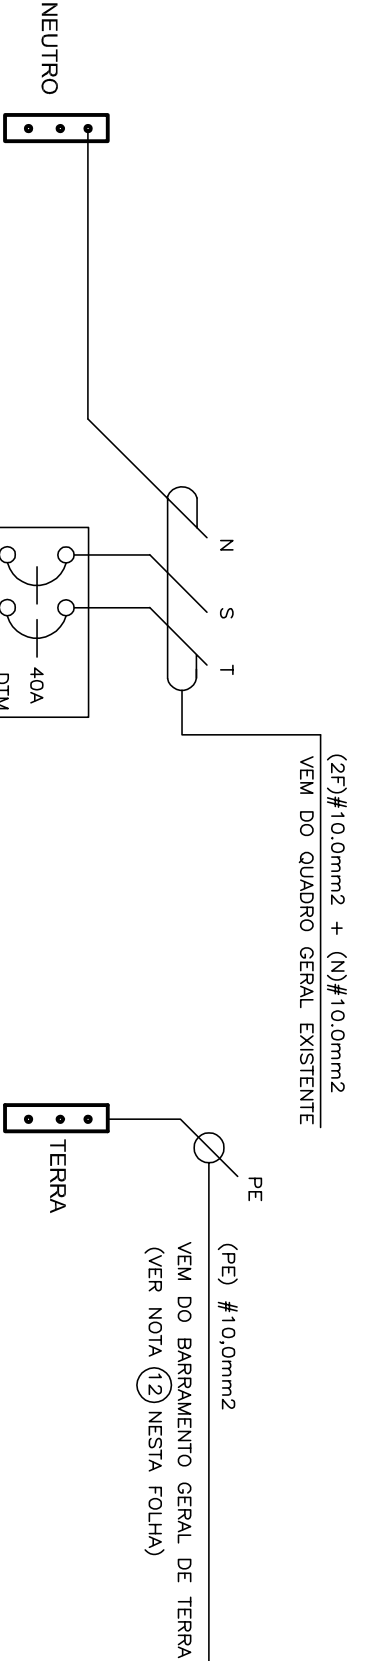 NEUTRO
N
S
T
40A
DTM
(2F)#10.0mm2 + (N)#10.0mm2
VEM DO QUADRO GERAL EXISTENTE
TERRA
PE
(PE) #10,0mm2
VEM DO BARRAMENTO GERAL DE TERRA
(VER NOTA 12 NESTA FOLHA)